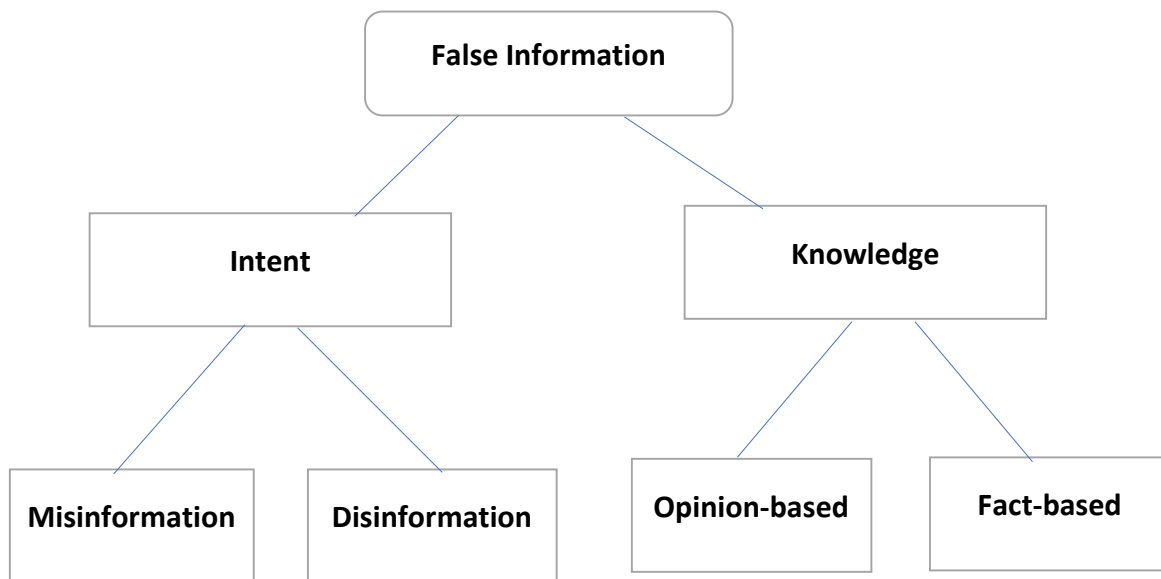 False Information
Intent
Knowledge
Misinformation
Disinformation
Opinion-based
Fact-based